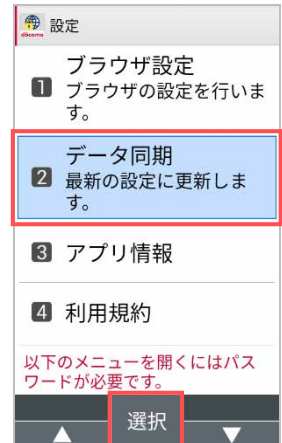 docomo
設定
ブラウザ設定
1 ブラウザの設定を行いま
す。
データ同期
2 最新の設定に更新しま
す。
3 アプリ情報
4 利用規約
以下のメニューを開くにはパス
ワードが必要です。
▲ 選択 ▼